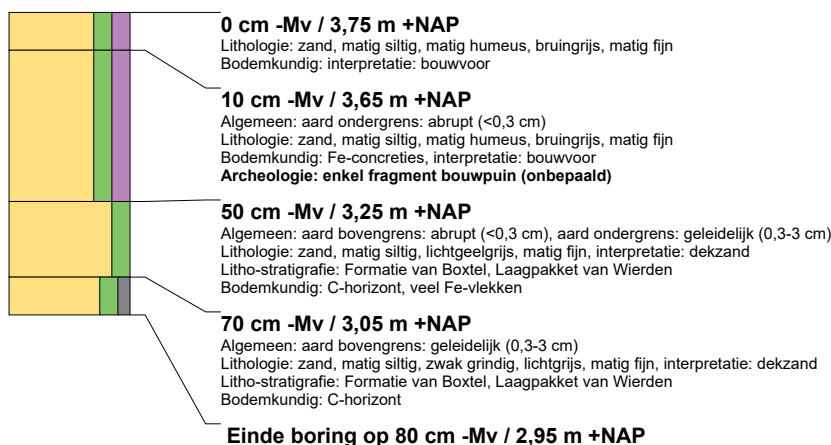 0 cm -Mv / 3,75 m +NAP
Lithologie: zand, matig siltig, matig humeus, bruingrijs, matig fijn
Bodemkundig: interpretatie: bouwvoor
10 cm -Mv / 3,65 m +NAP
Algemeen: aard ondergrens: abrupt (<0,3 cm)
Lithologie: zand, matig siltig, matig humeus, bruingrijs, matig fijn
Bodemkundig: Fe-concreties, interpretatie: bouwvoor
Archeologie: enkel fragment bouwpuin (onbepaald)
50 cm -Mv / 3,25 m +NAP
Algemeen: aard bovengrens: abrupt (<0,3 cm), aard ondergrens: geleidelijk (0,3-3 cm)
Lithologie: zand, matig siltig, lichtgeelgrijs, matig fijn, interpretatie: dekzand
Litho-stratigrafie: Formatie van Boxtel, Laagpakket van Wierden
Bodemkundig: C-horizont, veel Fe-vlekken
70 cm -Mv / 3,05 m +NAP
Algemeen: aard bovengrens: geleidelijk (0,3-3 cm)
Lithologie: zand, matig siltig, zwak grindig, lichtgrijs, matig fijn, interpretatie: dekzand
Litho-stratigrafie: Formatie van Boxtel, Laagpakket van Wierden
Bodemkundig: C-horizont
Einde boring op 80 cm -Mv / 2,95 m +NAP